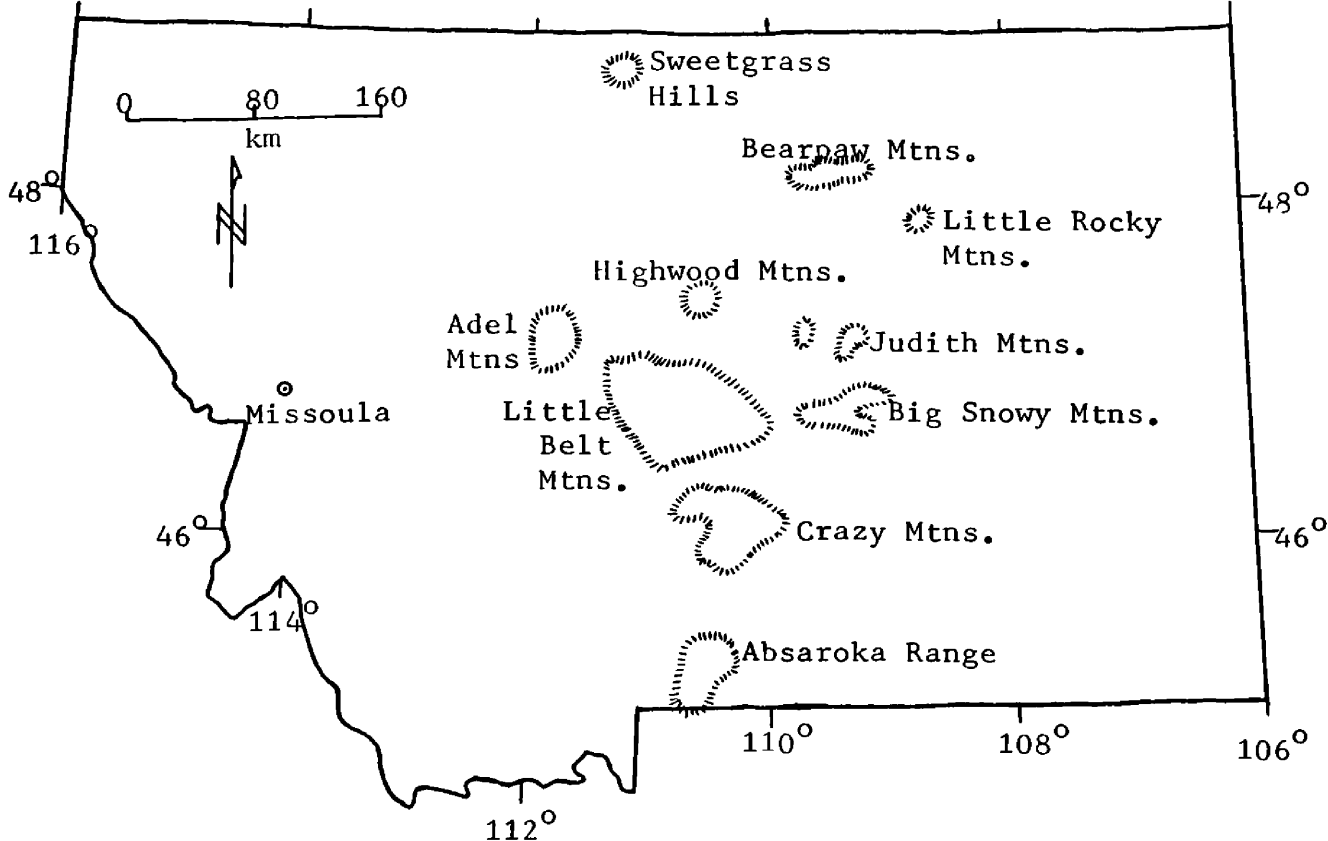 Sweetgrass
Hills
0 80 160
km
Bearpaw Mtns.
48°
48°
116°
N
Little Rocky
Mtns.
Highwood Mtns.
Adel
Mtns
Judith Mtns.
Missoula
Little
Belt
Mtns.
Big Snowy Mtns.
46°
Crazy Mtns.
46°
114°
Absaroka Range
110°
108°
106°
112°